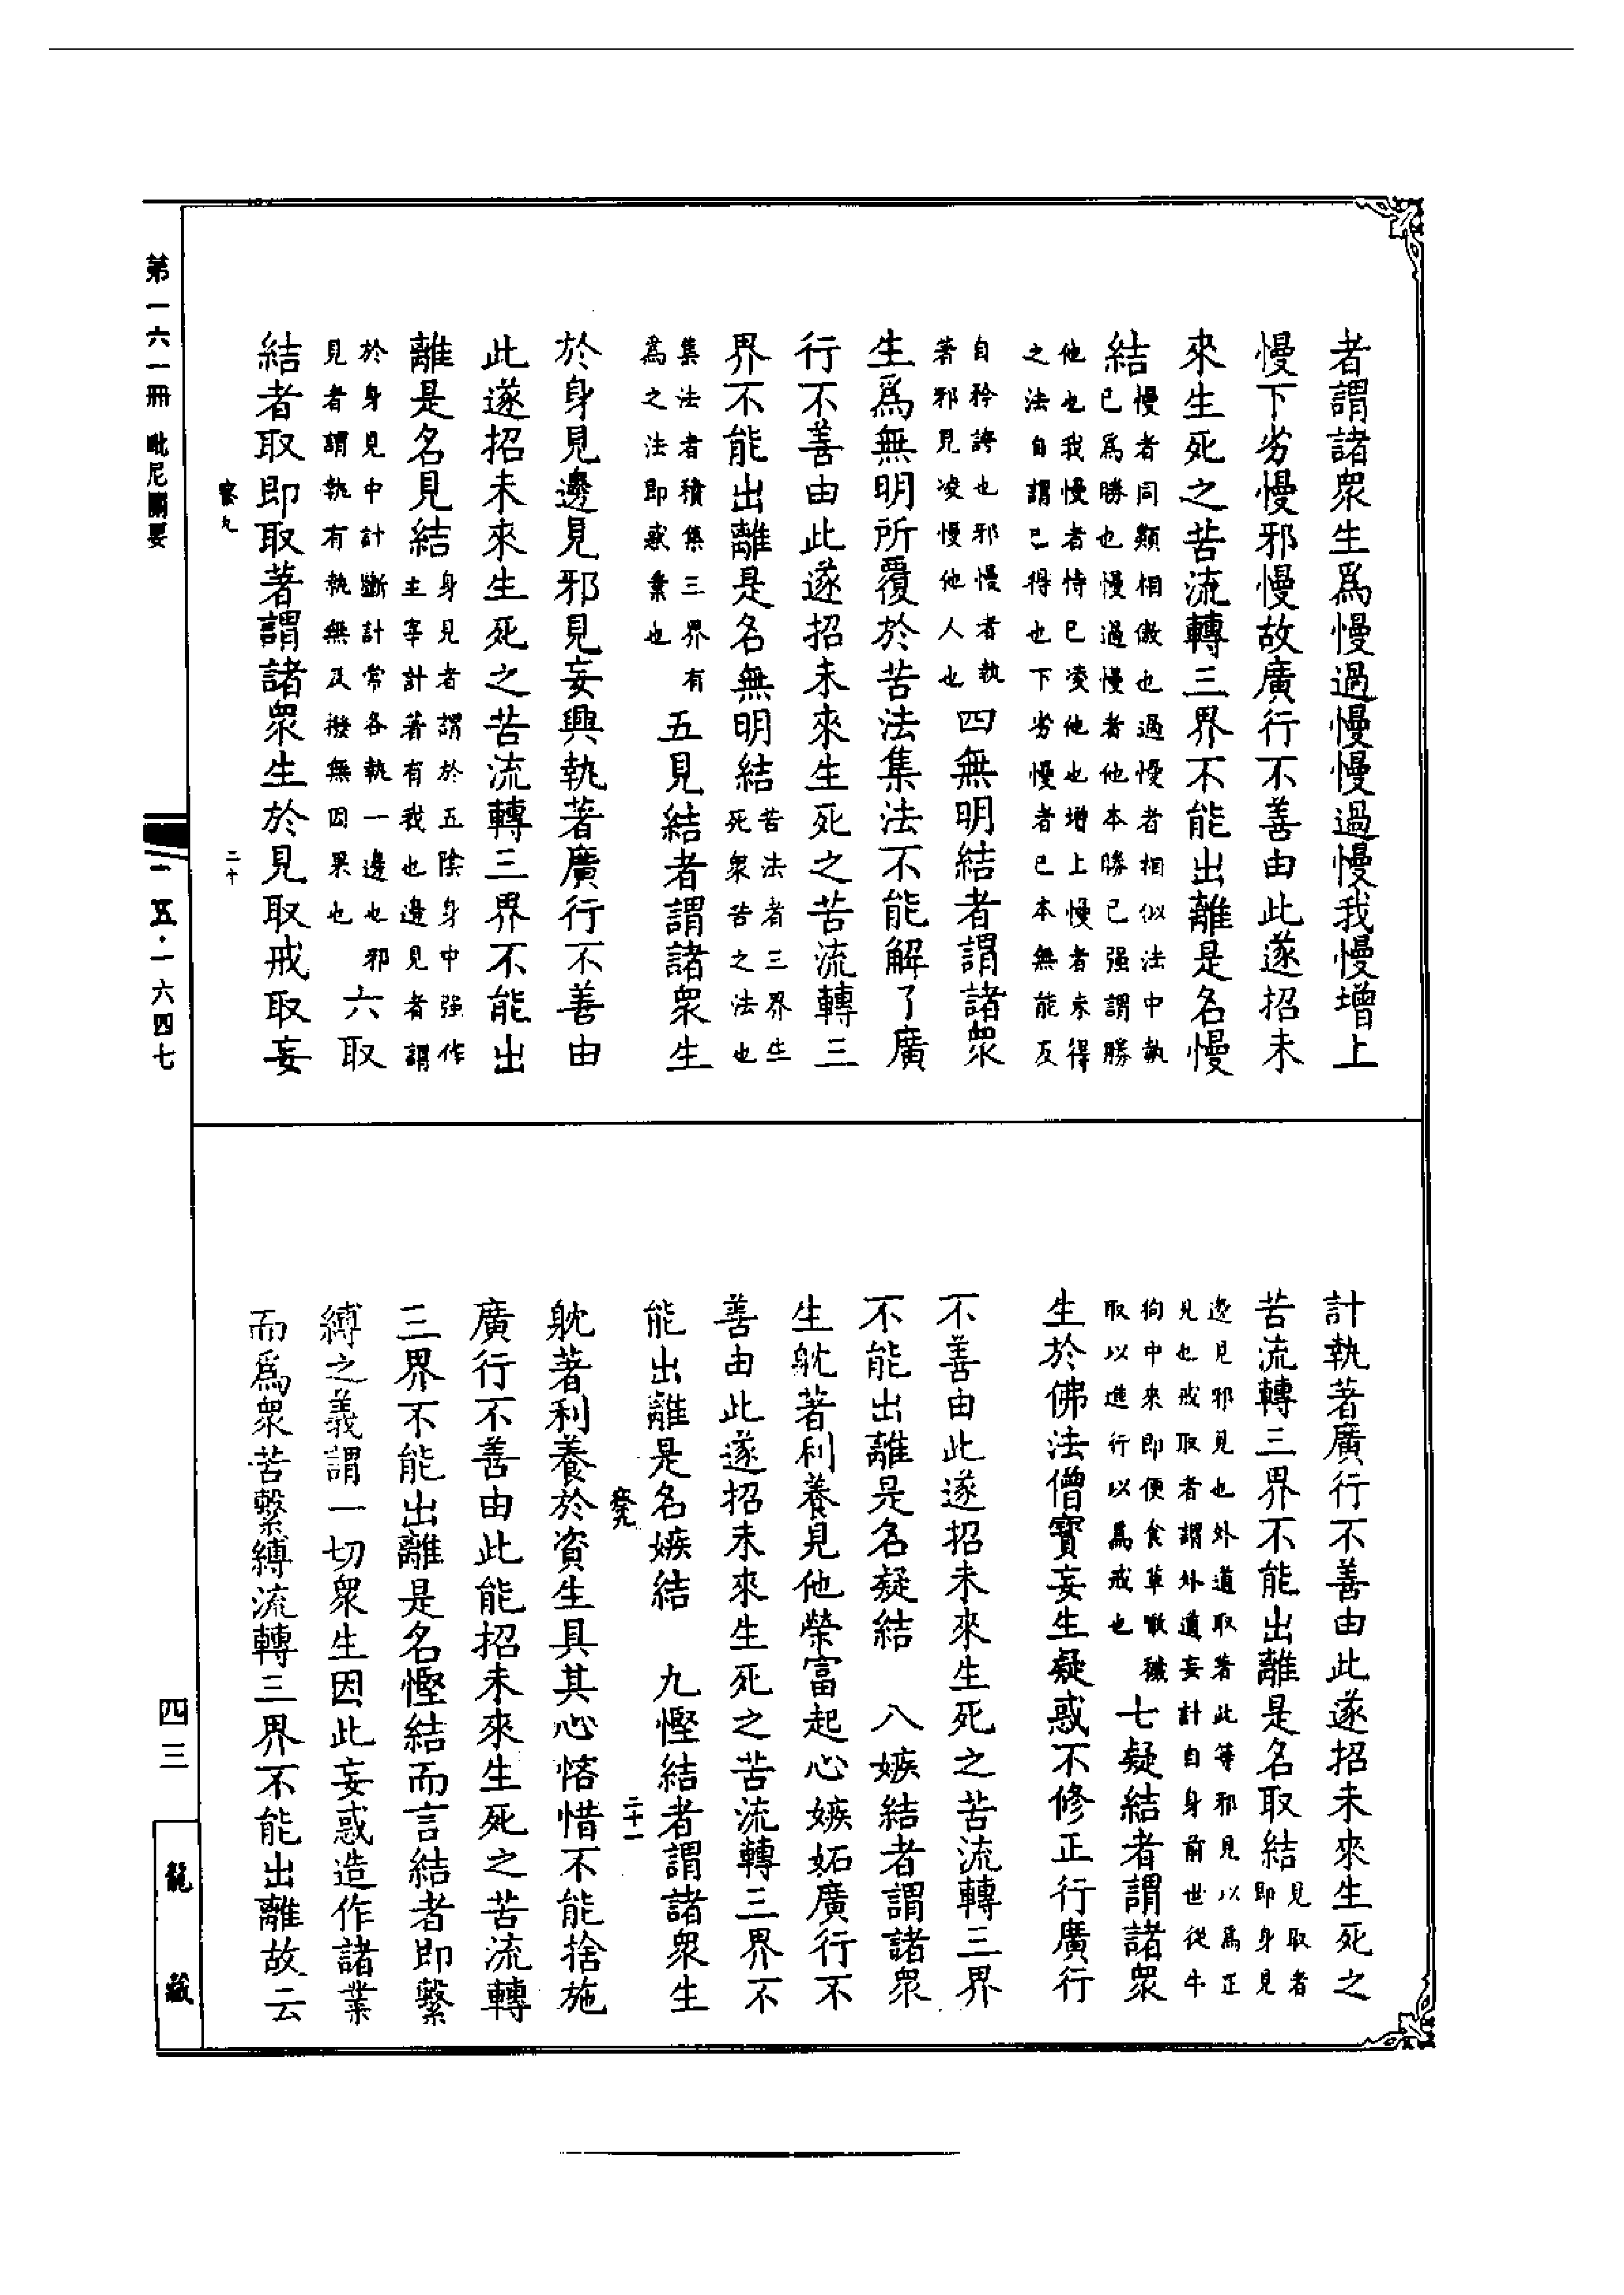 者謂諸眾生爲慢過慢慢過慢我慢增上
慢下劣慢邪慢故廣行不善由此遂招未
來生死之苦流轉三界不能出離是名慢
結
慢者同類相傲也過慢者相似法中執
已爲勝也慢過慢者他本勝已强謂勝
他也我慢者恃已凌他也增上慢者未得
之法自謂已得也下劣慢者已本無能反
自矜誇也邪慢者執
著邪見凌慢他人也
四無明結者謂諸眾
生爲無明所覆於苦法集法不能解了廣
行不善由此遂招未來生死之苦流轉三
界不能出離是名無明結
苦法者三界生
死衆苦之法也
集法者積集三界有
爲之法即惑業也
五見結者謂諸眾生
於身見邊見邪見妄興執著廣行不善由
此遂招未來生死之苦流轉三界不能出
離是名見結
身見者謂於五陰身中强作
主宰計著有我也邊見者謂
於身見中計斷計常各執一邊也邪
見者謂執有執無及撥無因果也
六取
結者取即取著謂諸眾生於見取戒取妄
二十
計執著廣行不善由此遂招未來生死之
苦流轉三界不能出離是名取結
見取者
即身見
邊見邪見也外道取著此等邪見以爲正
見也戒取者謂外道妄計自身前世從牛
狗中來即便食草噉穢
取以進行以爲戒也
七疑結者謂諸眾
生於佛法僧寶妄生疑惑不修正行廣行
不善由此遂招未來生死之苦流轉三界
不能出離是名疑結 八嫉結者謂諸眾
生躭著利養見他榮富起心嫉妬廣行不
善由此遂招未來生死之苦流轉三界不
能出離是名嫉結 九慳結者謂諸眾生
二十一
躭著利養於資生具其心悋惜不能捨施
廣行不善由此能招未來生死之苦流轉
三界不能出離是名慳結而言結者即繫
縛之義謂一切眾生因此妄惑造作諸業
而爲眾苦繫縛流轉三界不能出離故云
第一六一冊 毗尼關要
一一五·一六四七
四三
龍藏